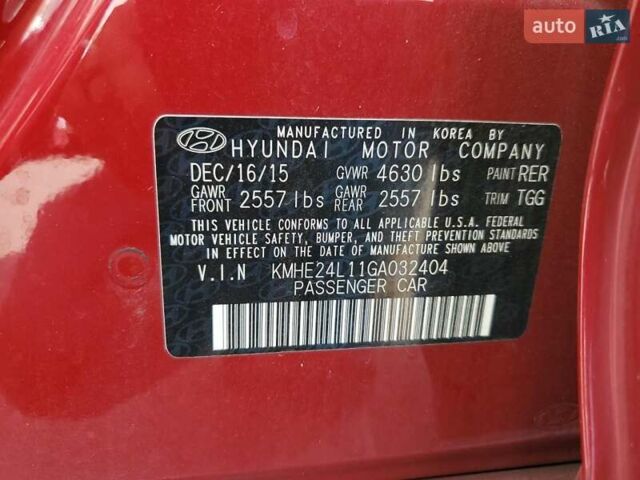 auto RIA.com
MANUFACTURED IN KOREA BY
HYUNDAI MOTOR COMPANY
DEC/16/15 GVWR 4630 lbs PAINT RER
GAWR FRONT 2557 lbs GAWR REAR 2557 lbs TRIM TGG
THIS VEHICLE CONFORMS TO ALL APPLICABLE U.S.A. FEDERAL
MOTOR VEHICLE SAFETY, BUMPER, AND THEFT PREVENTION
STANDARDS IN EFFECT ON THE DATE OF MANUFACTURE SHOWN ABOVE.
V.I.N KMHE24L11GA032404
PASSENGER CAR